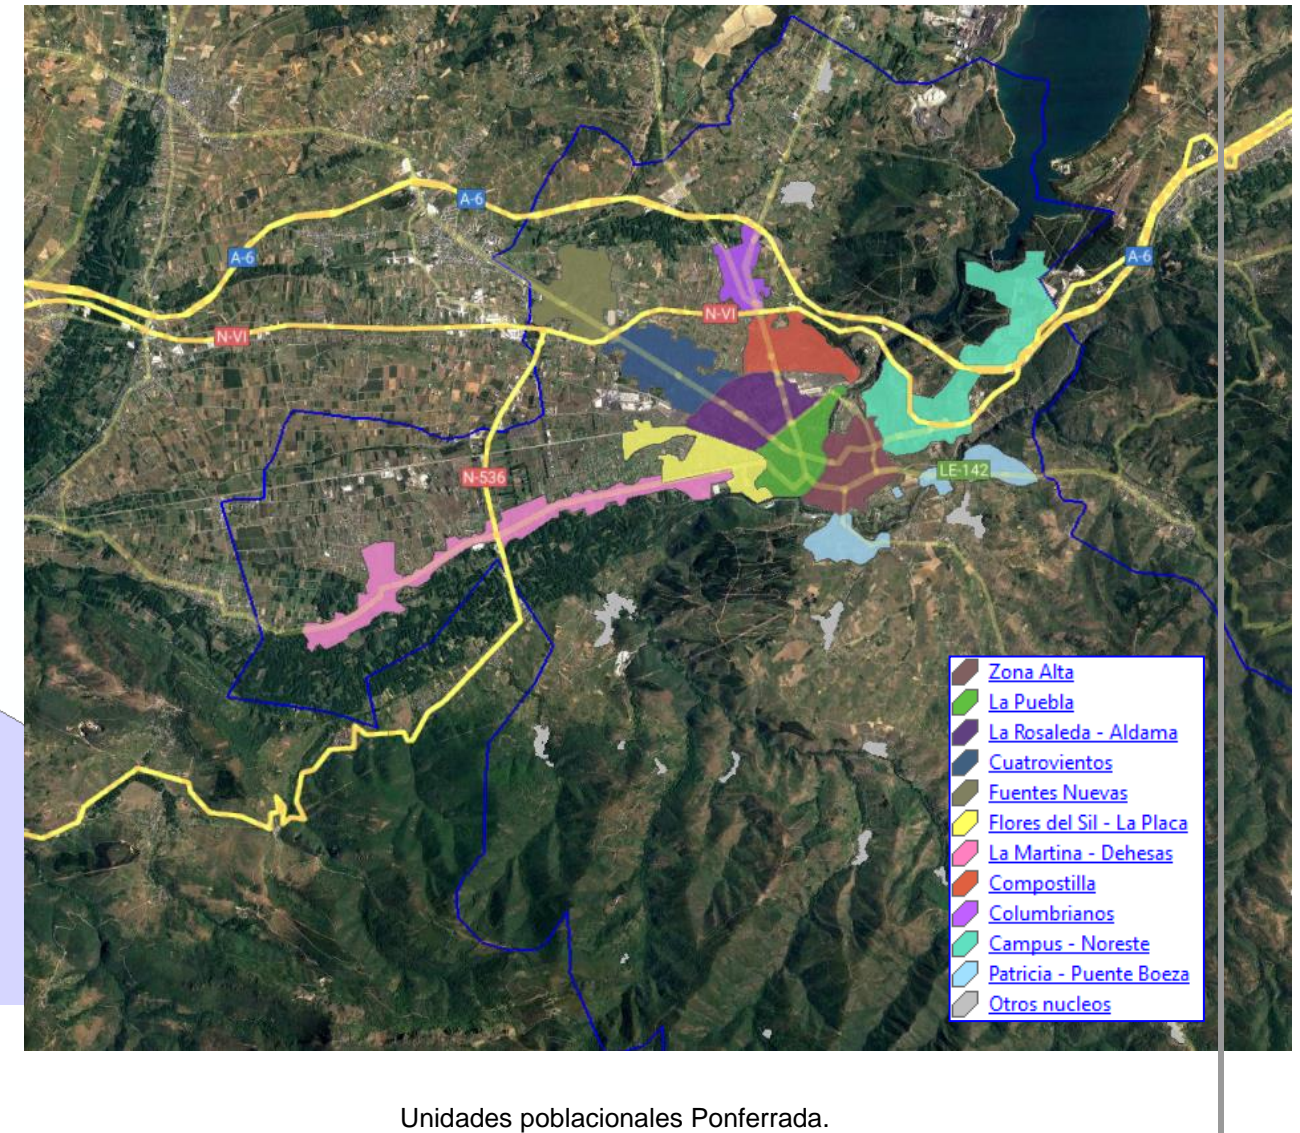 A-6
A-6
A-6
N-VI
N-VI
N-536
LE-142
Zona Alta
La Puebla
La Rosaleda - Aldama
Cuatrovientos
Fuentes Nuevas
Flores del Sil - La Placa
La Martina - Dehesas
Compostilla
Columbrianos
Campus - Noreste
Patricia - Puente Boeza
Otros nucleos
Unidades poblacionales Ponferrada.